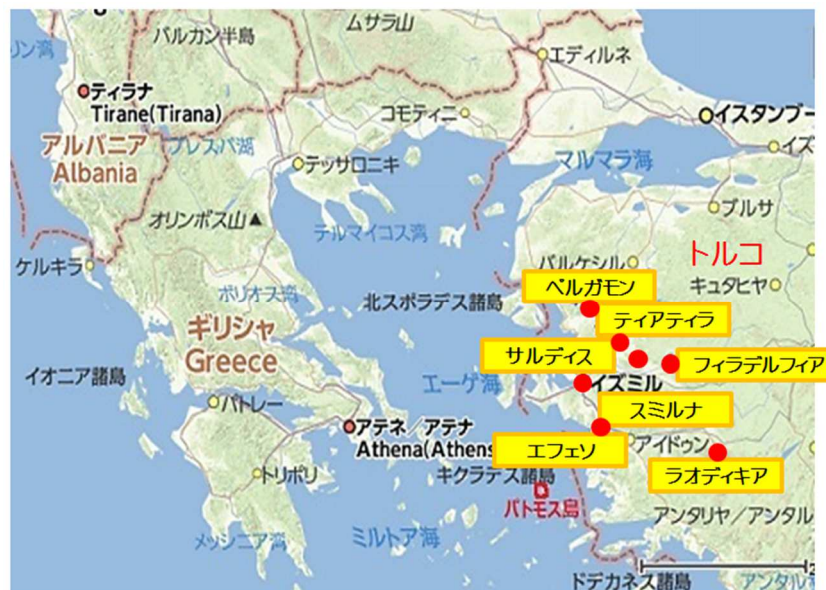 バルカン半島
ムサラ山
リン湾
エディルネ
ティラナ
Tirane(Tirana)
コモティニ
イスタンブー
イズ
アルバニア
Albania
プレスパ湖
テッサロニキ
マルマラ海
オリンポス山
テルマイコス湾
ブルサ
トルコ
バルケシル
キュタヒヤ
ケルキラ
ペルガモン
ポリオス湾
北スポラデス諸島
ティアティラ
ギリシャ
Greece
サルディス
フィラデルフィア
イオニア諸島
エーゲ海
イズミル
パトレー
スミルナ
アテネ/アテナ
Athena(Athens
エフェソ
アイドゥン
トリポリ
キクラデス諸島
ラオディキア
パトモス島
アンタリヤ/アンタル
メッシニア湾
ミルトア海
ドデカネス諸島
アンタル
2